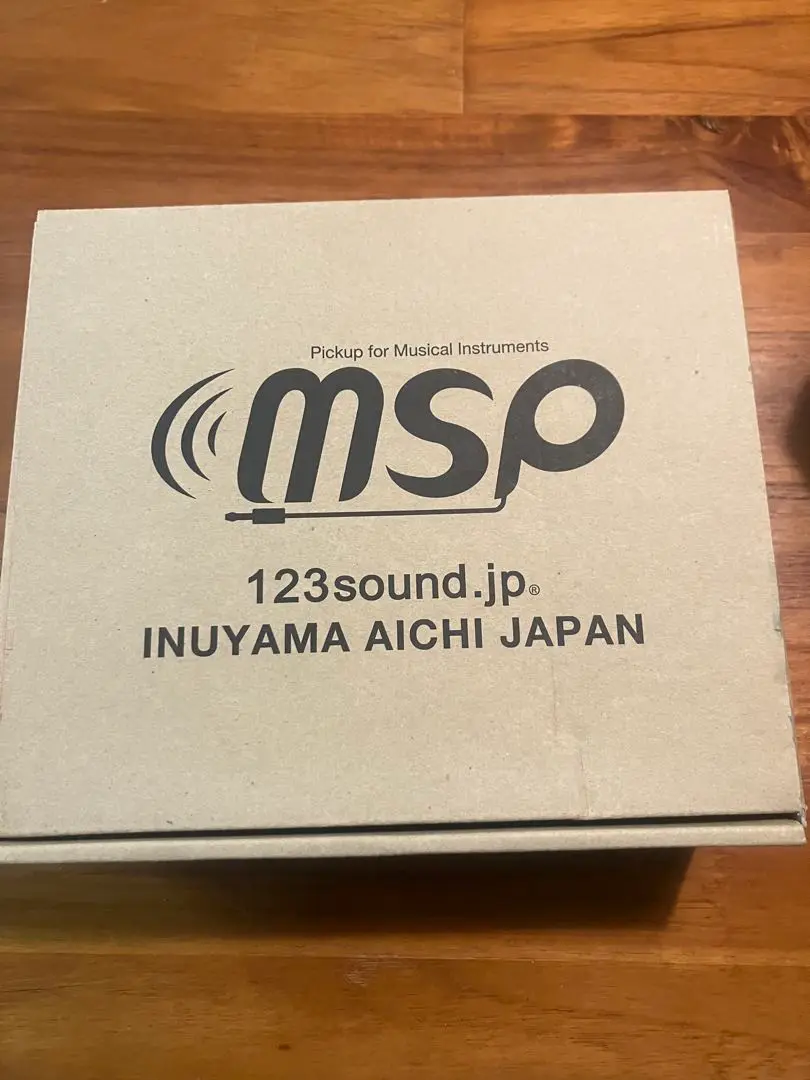 Pickup for Musical Instruments
msp
123sound.jp®
INUYAMA AICHI JAPAN